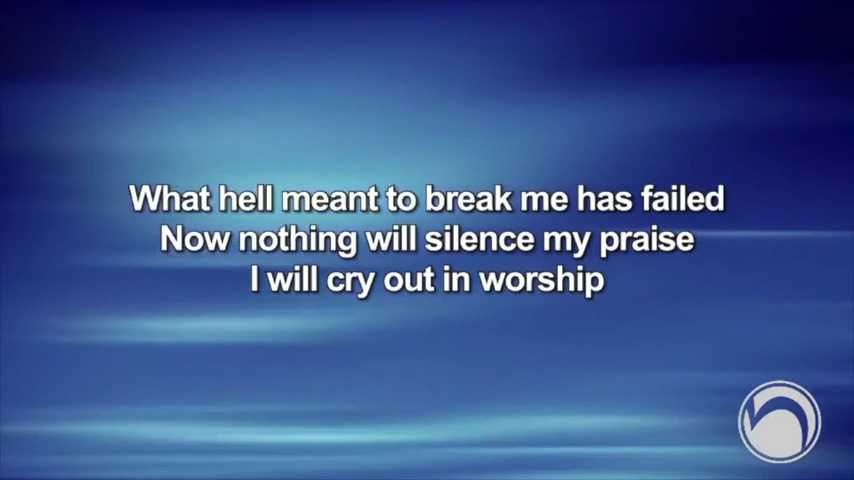 What hell meant to break me has failed
Now nothing will silence my praise
I will cry out in worship